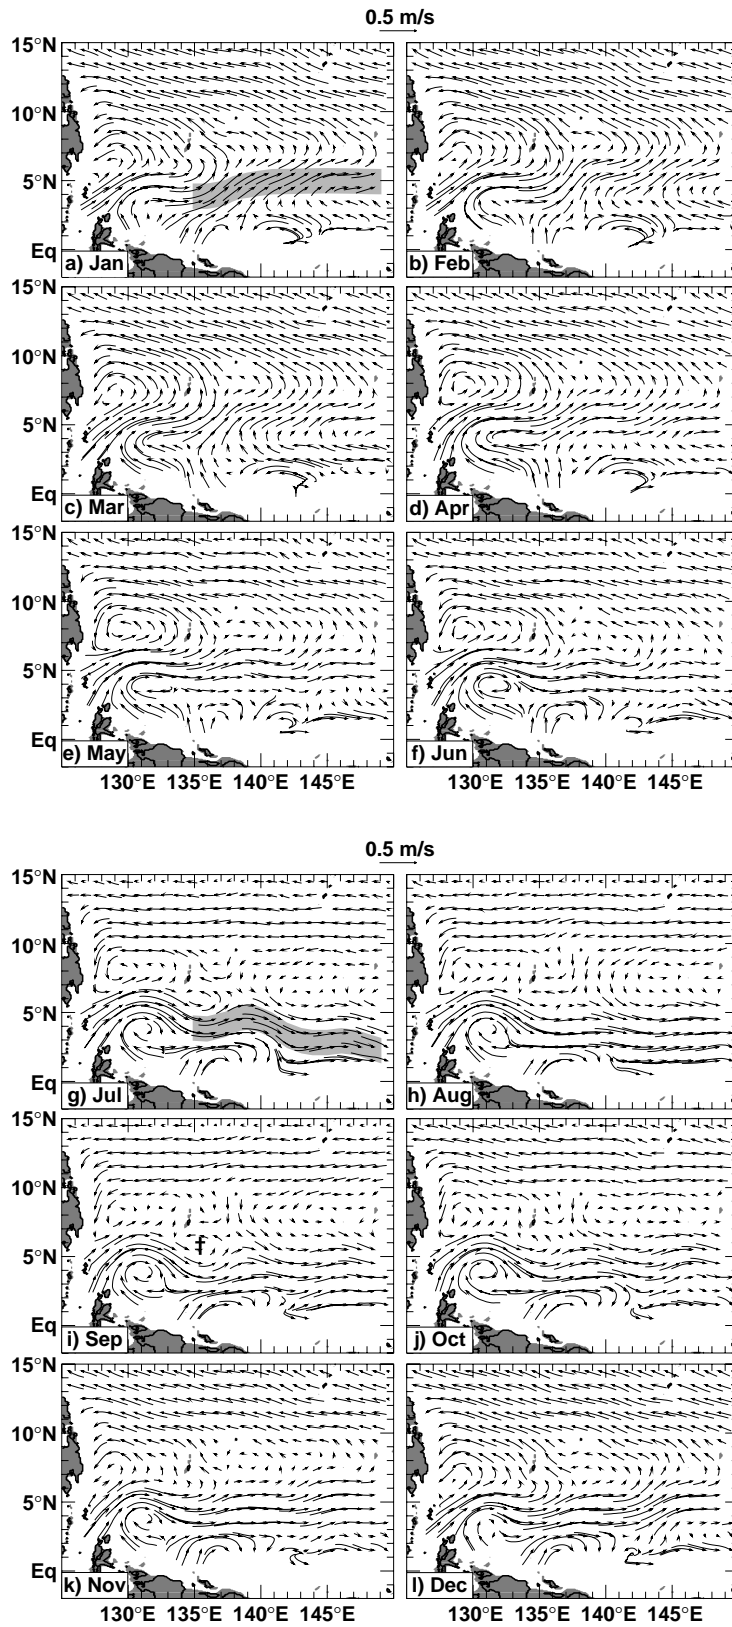 0.5 m/s
15°N
10°N
5°N
Eq
a) Jan
b) Feb
15°N
10°N
5°N
Eq
c) Mar
d) Apr
15°N
10°N
5°N
Eq
e) May
f) Jun
130°E 135°E 140°E 145°E 130°E 135°E 140°E 145°E
0.5 m/s
15°N
10°N
5°N
Eq
g) Jul
h) Aug
15°N
10°N
5°N
Eq
i) Sep
j) Oct
15°N
10°N
5°N
Eq
k) Nov
l) Dec
130°E 135°E 140°E 145°E 130°E 135°E 140°E 145°E